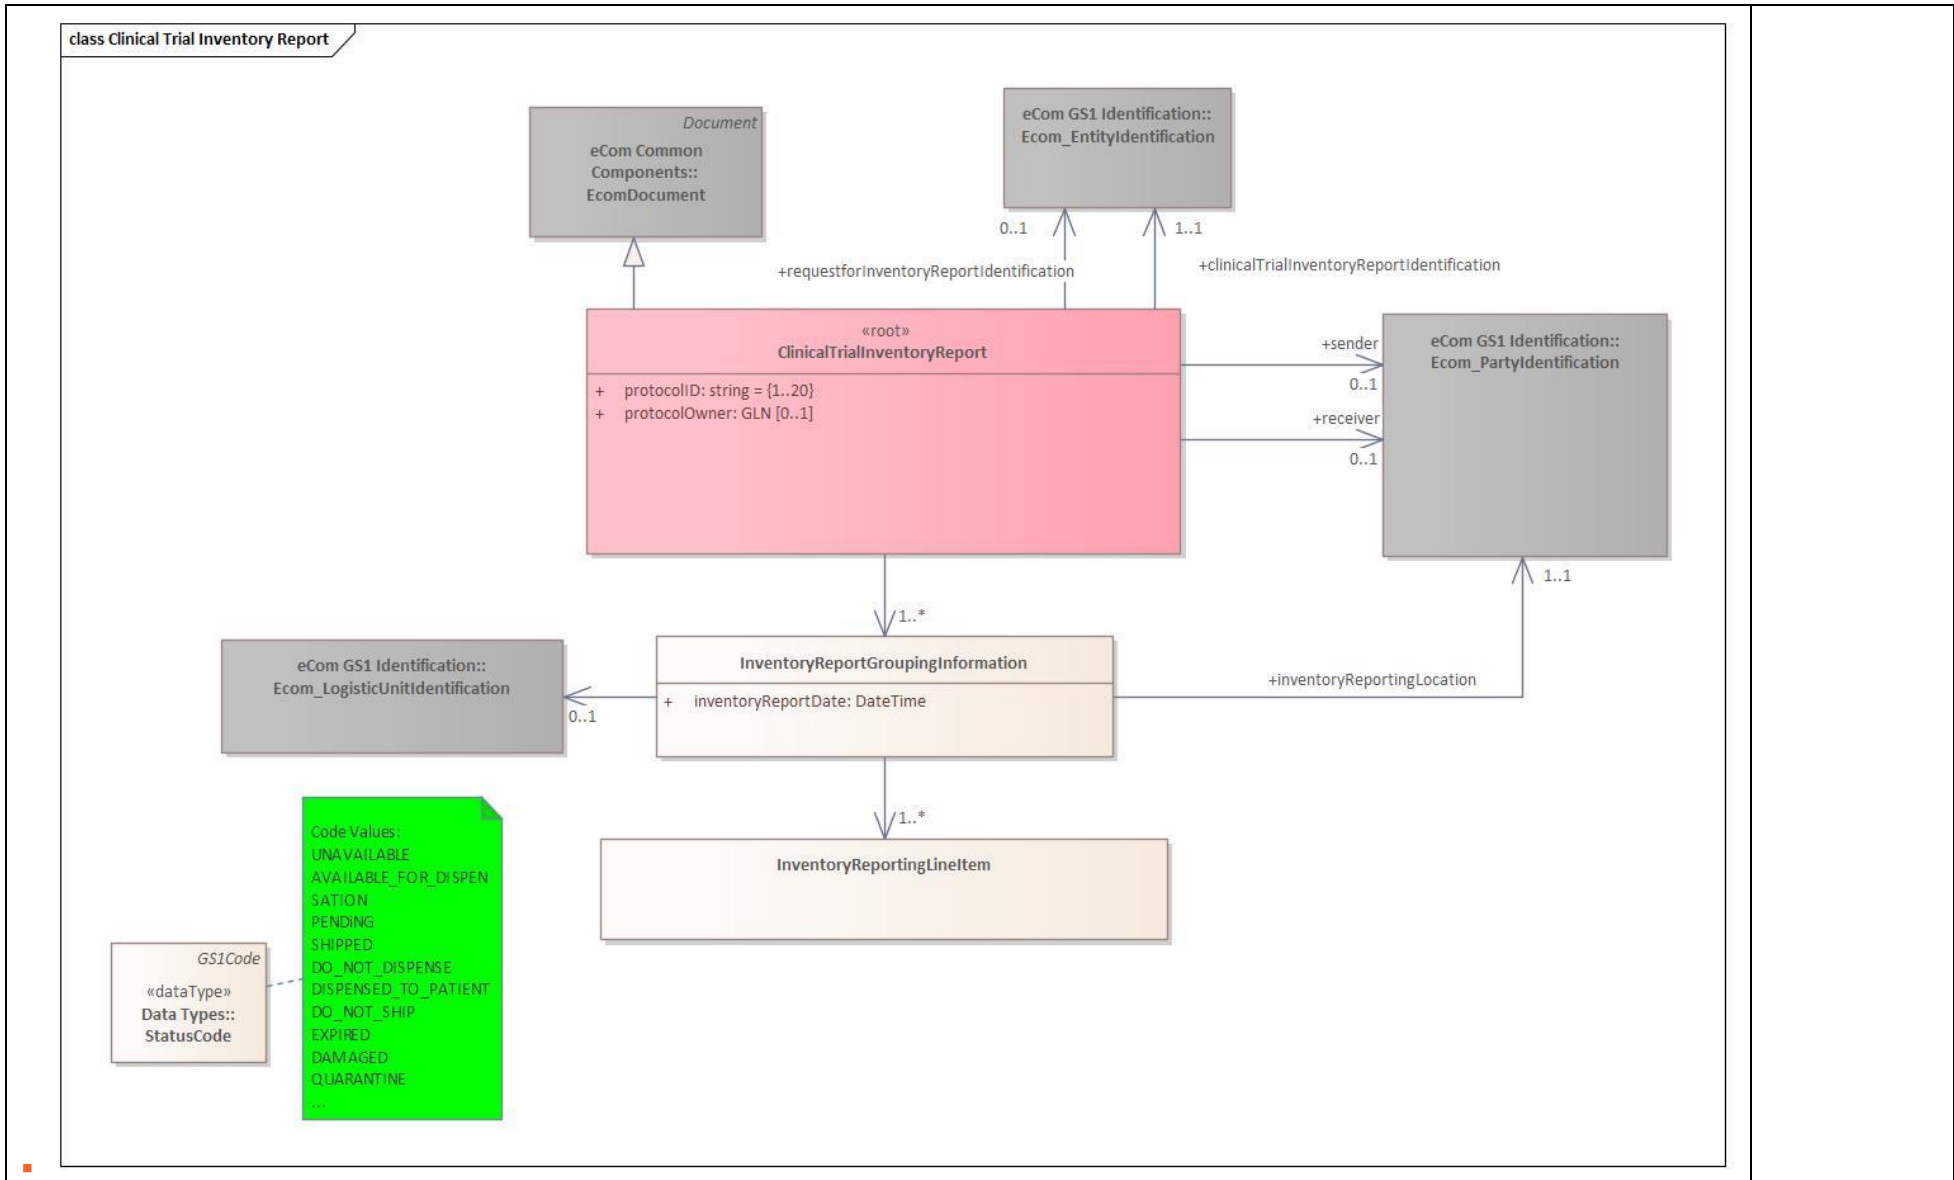 class Clinical Trial Inventory Report
Document
eCom Common
Components::
EcomDocument
eCom GS1 Identification::
Ecom_EntityIdentification
0..1
1..1
+requestforInventoryReportIdentification
+clinicalTrialInventoryReportIdentification
«root»
ClinicalTrialInventoryReport
+ protocolID: string = {1..20}
+ protocolOwner: GLN [0..1]
+sender
0..1
+receiver
0..1
eCom GS1 Identification::
Ecom_PartyIdentification
1..1
1..*
eCom GS1 Identification::
Ecom_LogisticUnitIdentification
0..1
InventoryReportGroupingInformation
+ inventoryReportDate: DateTime
+inventoryReportingLocation
1..*
InventoryReportingLineItem
Code Values:
UNAVAILABLE
AVAILABLE_FOR_DISPEN
SATION
PENDiNG
SHIPPED
DO_NOT_DISPENSE
DISPENSED_TO_PATIENT
DO_NOT_SHIP
EXPIRED
DAMAGED
QUARANTINE
...
GS1Code
«dataType»
Data Types::
StatusCode